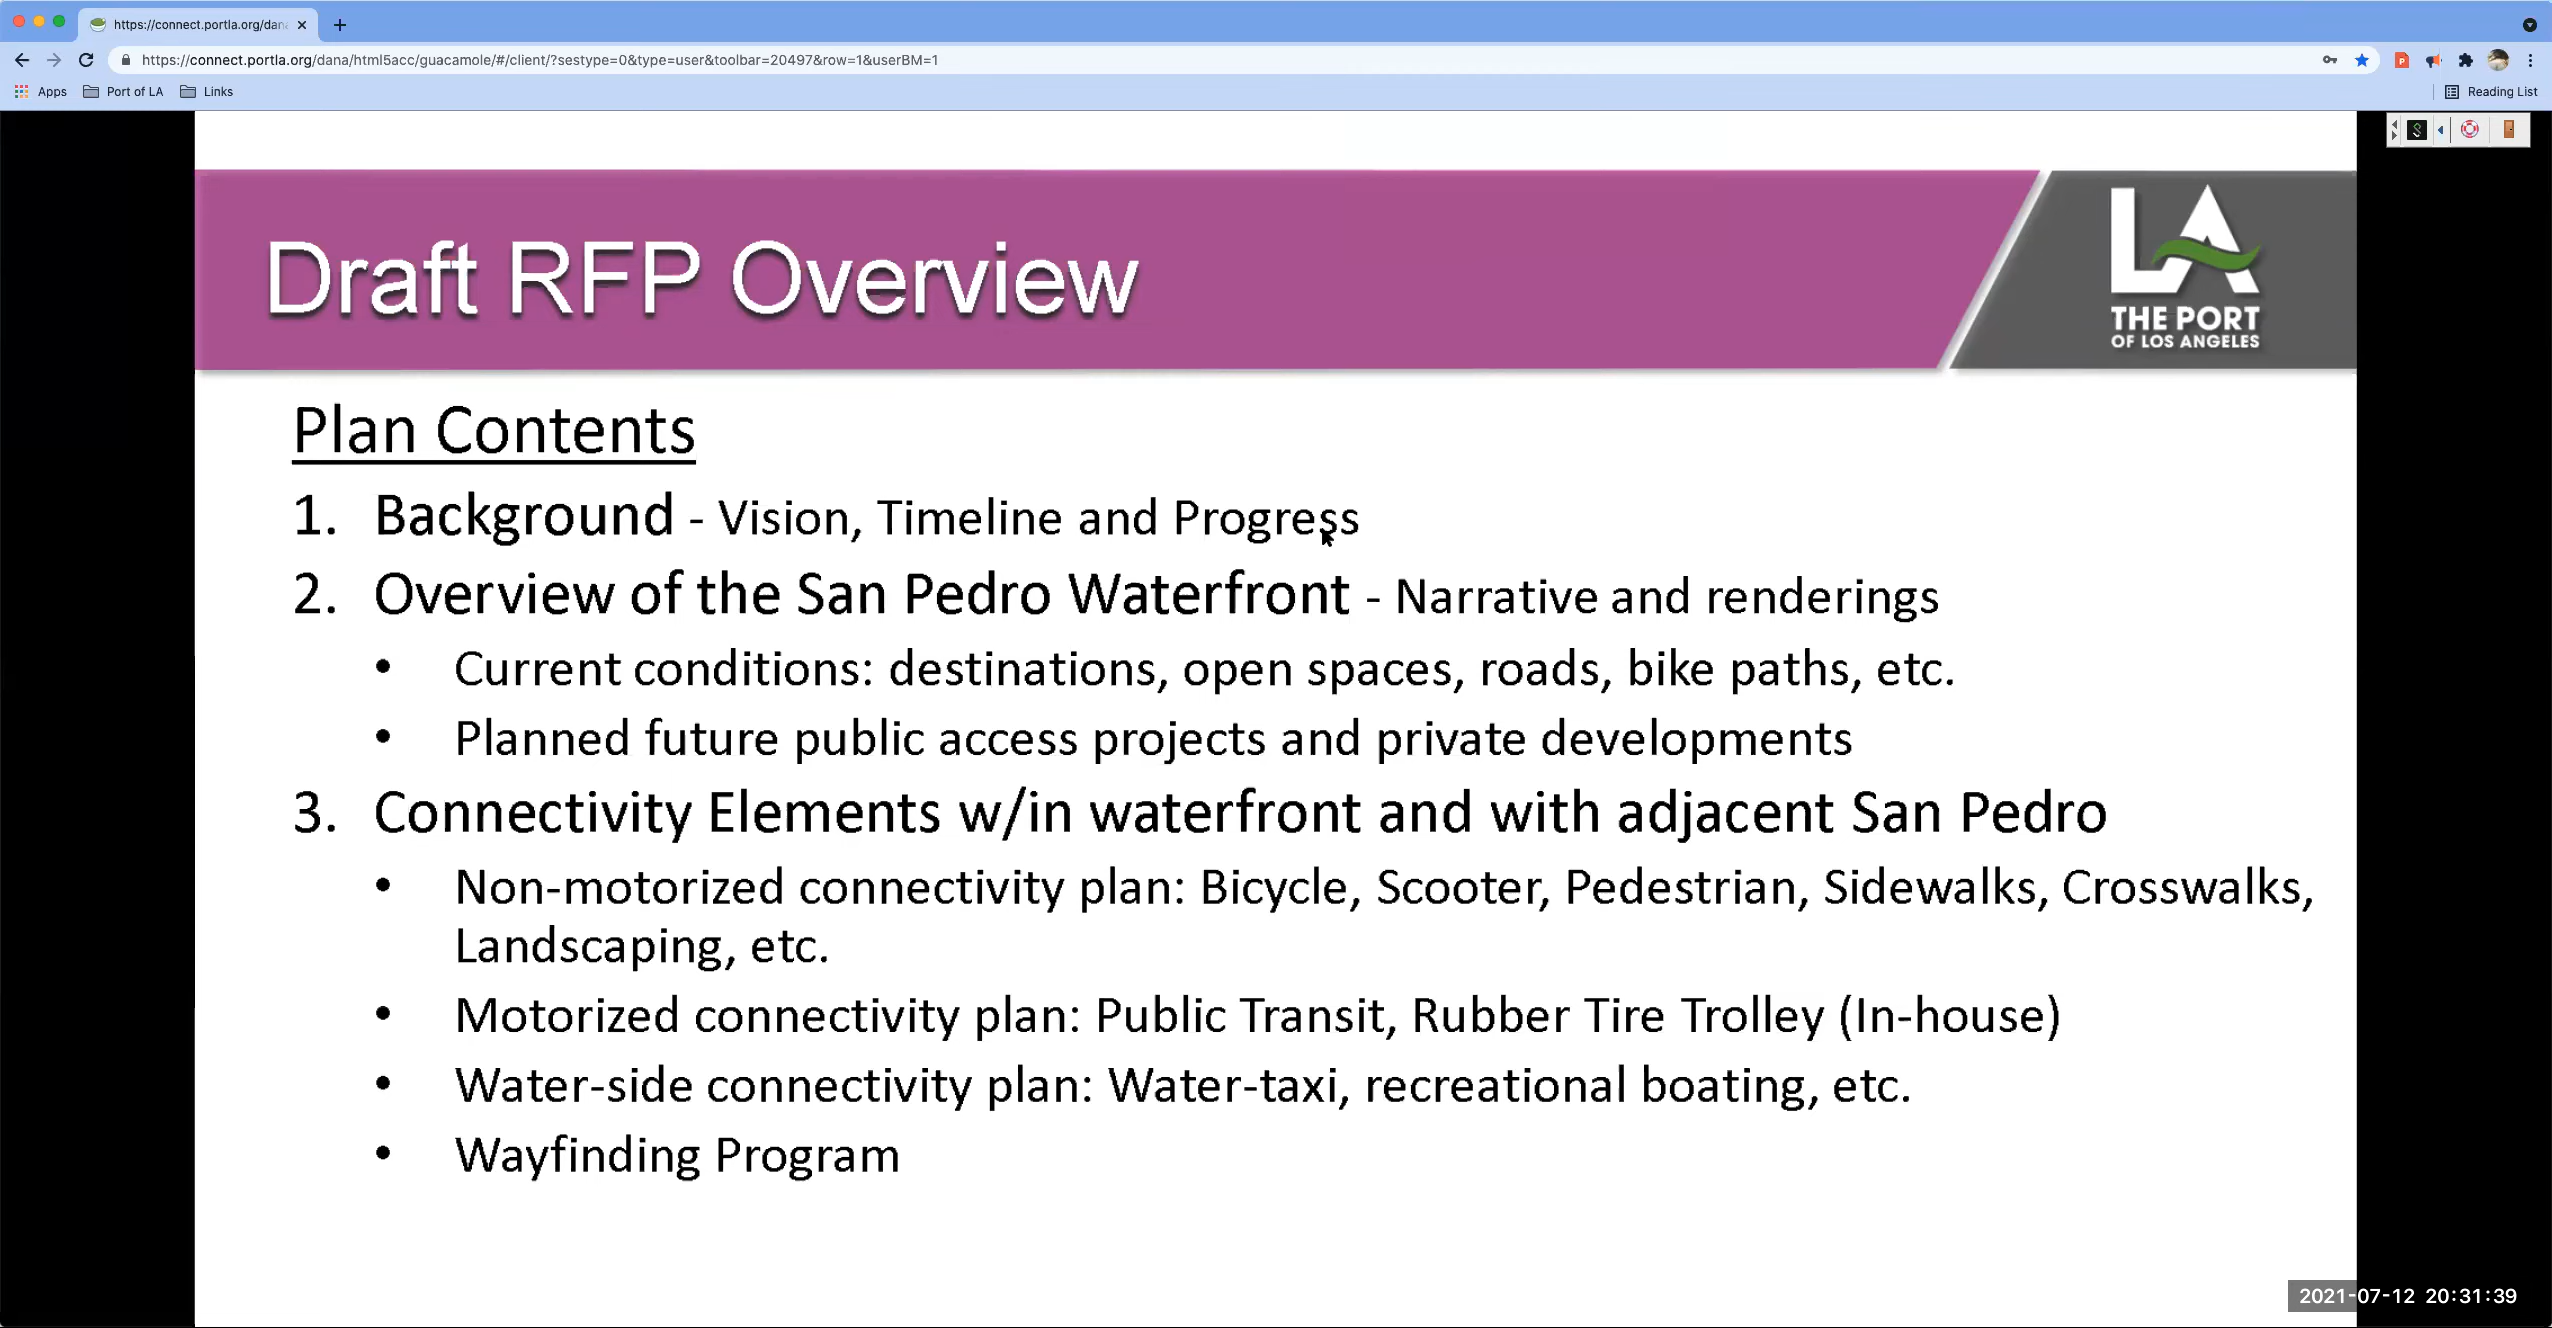 https://connect.portla.org/dan
https://connect.portla.org/dana/html5acc/guacamole/#/client/?sestype=0&type=user&toolbar=20497&row=1&userBM=1
Apps Port of LA Links Reading List
Draft RFP Overview
LA
THE PORT
OF LOS ANGELES
Plan Contents
1. Background - Vision, Timeline and Progress
2. Overview of the San Pedro Waterfront - Narrative and renderings
• Current conditions: destinations, open spaces, roads, bike paths, etc.
• Planned future public access projects and private developments
3. Connectivity Elements w/in waterfront and with adjacent San Pedro
• Non-motorized connectivity plan: Bicycle, Scooter, Pedestrian, Sidewalks, Crosswalks,
Landscaping, etc.
• Motorized connectivity plan: Public Transit, Rubber Tire Trolley (In-house)
• Water-side connectivity plan: Water-taxi, recreational boating, etc.
• Wayfinding Program
2021-07-12 20:31:39